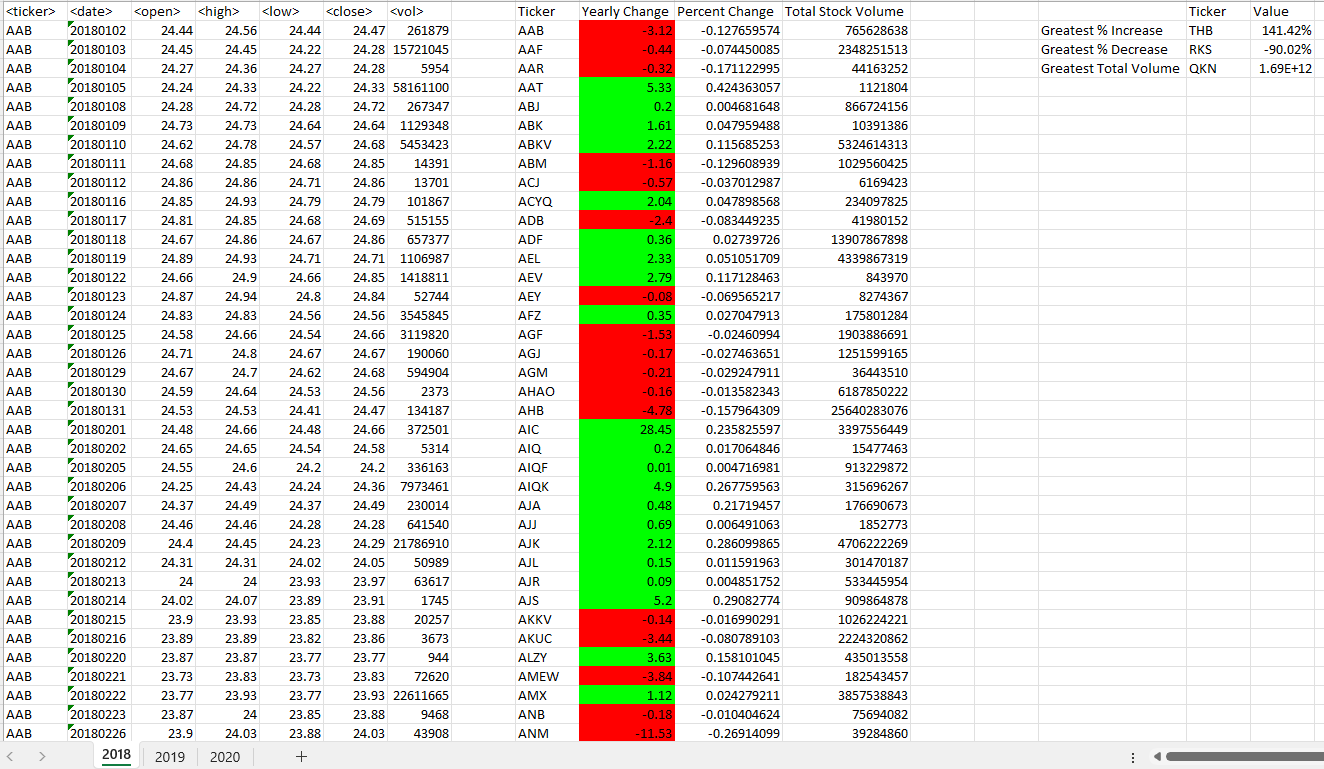 <ticker> <date> <open> <high> <low> <close> <vol> Ticker Yearly Change Percent Change Total Stock Volume Ticker Value
AAB 20180102 24.44 24.56 24.44 24.47 261879 AAB -3.12 -0.127659574 765628638 Greatest % Increase THB 141.42%
AAB 20180103 24.45 24.45 24.22 24.28 15721045 AAF -0.44 -0.074450085 2348251513 Greatest % Decrease RKS -90.02%
AAB 20180104 24.27 24.36 24.27 24.28 5954 AAR -0.32 -0.171122995 44163252 Greatest Total Volume QKN 1.69E+12
AAB 20180105 24.24 24.33 24.22 24.33 58161100 AAT 5.33 0.424363057 1121804
AAB 20180108 24.28 24.72 24.28 24.72 267347 ABJ 0.2 0.004681648 866724156
AAB 20180109 24.73 24.73 24.64 24.64 1129348 ABK 1.61 0.047959488 10391386
AAB 20180110 24.62 24.78 24.57 24.68 5453423 ABKV 2.22 0.115685253 5324614313
AAB 20180111 24.68 24.85 24.68 24.85 14391 ABM -1.16 -0.129608939 1029560425
AAB 20180112 24.86 24.86 24.71 24.86 13701 ACJ -0.57 -0.037012987 6169423
AAB 20180116 24.85 24.93 24.79 24.79 101867 ACYQ 2.04 0.047898568 234097825
AAB 20180117 24.81 24.85 24.68 24.69 515155 ADB -2.4 -0.083449235 41980152
AAB 20180118 24.67 24.86 24.67 24.86 657377 ADF 0.36 0.02739726 13907867898
AAB 20180119 24.89 24.93 24.71 24.71 1106987 AEL 2.33 0.051051709 4339867319
AAB 20180122 24.66 24.9 24.66 24.85 1418811 AEV 2.79 0.117128463 843970
AAB 20180123 24.87 24.94 24.8 24.84 52744 AEY -0.08 -0.069565217 8274367
AAB 20180124 24.83 24.83 24.56 24.56 3545845 AFZ 0.35 0.027047913 175801284
AAB 20180125 24.58 24.66 24.54 24.66 3119820 AGF -1.53 -0.02460994 1903886691
AAB 20180126 24.71 24.8 24.67 24.67 190060 AGJ -0.17 -0.027463651 1251599165
AAB 20180129 24.67 24.7 24.62 24.68 594904 AGM -0.21 -0.029247911 36443510
AAB 20180130 24.59 24.64 24.53 24.56 2373 AHAO -0.16 -0.013582343 6187850222
AAB 20180131 24.53 24.53 24.41 24.47 134187 AHB -4.78 -0.157964309 25640283076
AAB 20180201 24.48 24.66 24.48 24.66 372501 AIC 28.45 0.235825597 3397556449
AAB 20180202 24.65 24.65 24.54 24.58 5314 AIQ 0.2 0.017064846 15477463
AAB 20180205 24.55 24.6 24.2 24.2 336163 AIQF 0.01 0.004716981 913229872
AAB 20180206 24.25 24.43 24.24 24.36 7973461 AIQK 4.9 0.267759563 315696267
AAB 20180207 24.37 24.49 24.37 24.49 230014 AJA 0.48 0.21719457 176690673
AAB 20180208 24.46 24.46 24.28 24.28 641540 AJJ 0.69 0.006491063 1852773
AAB 20180209 24.4 24.45 24.23 24.29 21786910 AJK 2.12 0.286099865 4706222269
AAB 20180212 24.31 24.31 24.02 24.05 50989 AJL 0.15 0.011591963 301470187
AAB 20180213 24 24 23.93 23.97 63617 AJR 0.09 0.004851752 533445954
AAB 20180214 24.02 24.07 23.89 23.91 1745 AJS 5.2 0.29082774 909864878
AAB 20180215 23.9 23.93 23.85 23.88 20257 AKKV -0.14 -0.016990291 1026224221
AAB 20180216 23.89 23.89 23.82 23.86 3673 AKUC -3.44 -0.080789103 2224320862
AAB 20180220 23.87 23.87 23.77 23.77 944 ALZY 3.63 0.158101045 435013558
AAB 20180221 23.73 23.83 23.73 23.83 72620 AMEW -3.84 -0.107442641 182543457
AAB 20180222 23.77 23.93 23.77 23.93 22611665 AMX 1.12 0.024279211 3857538843
AAB 20180223 23.87 24 23.85 23.88 9468 ANB -0.18 -0.010404624 75694082
AAB 20180226 23.9 24.03 23.88 24.03 43908 ANM -11.53 -0.26914099 39284860
2018 2019 2020